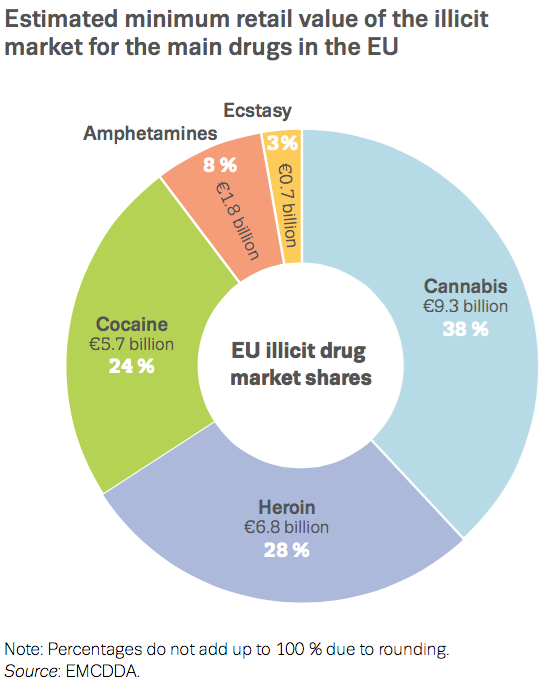 Estimated minimum retail value of the illicit
market for the main drugs in the EU
Ecstasy
Amphetamines
3%
8 %
€0.7 billion
€1.8 billion
Cannabis
€9.3 billion
38 %
Cocaine
€5.7 billion
24 %
EU illicit drug
market shares
Heroin
€6.8 billion
28 %
Note: Percentages do not add up to 100 % due to rounding.
Source: EMCDDA.